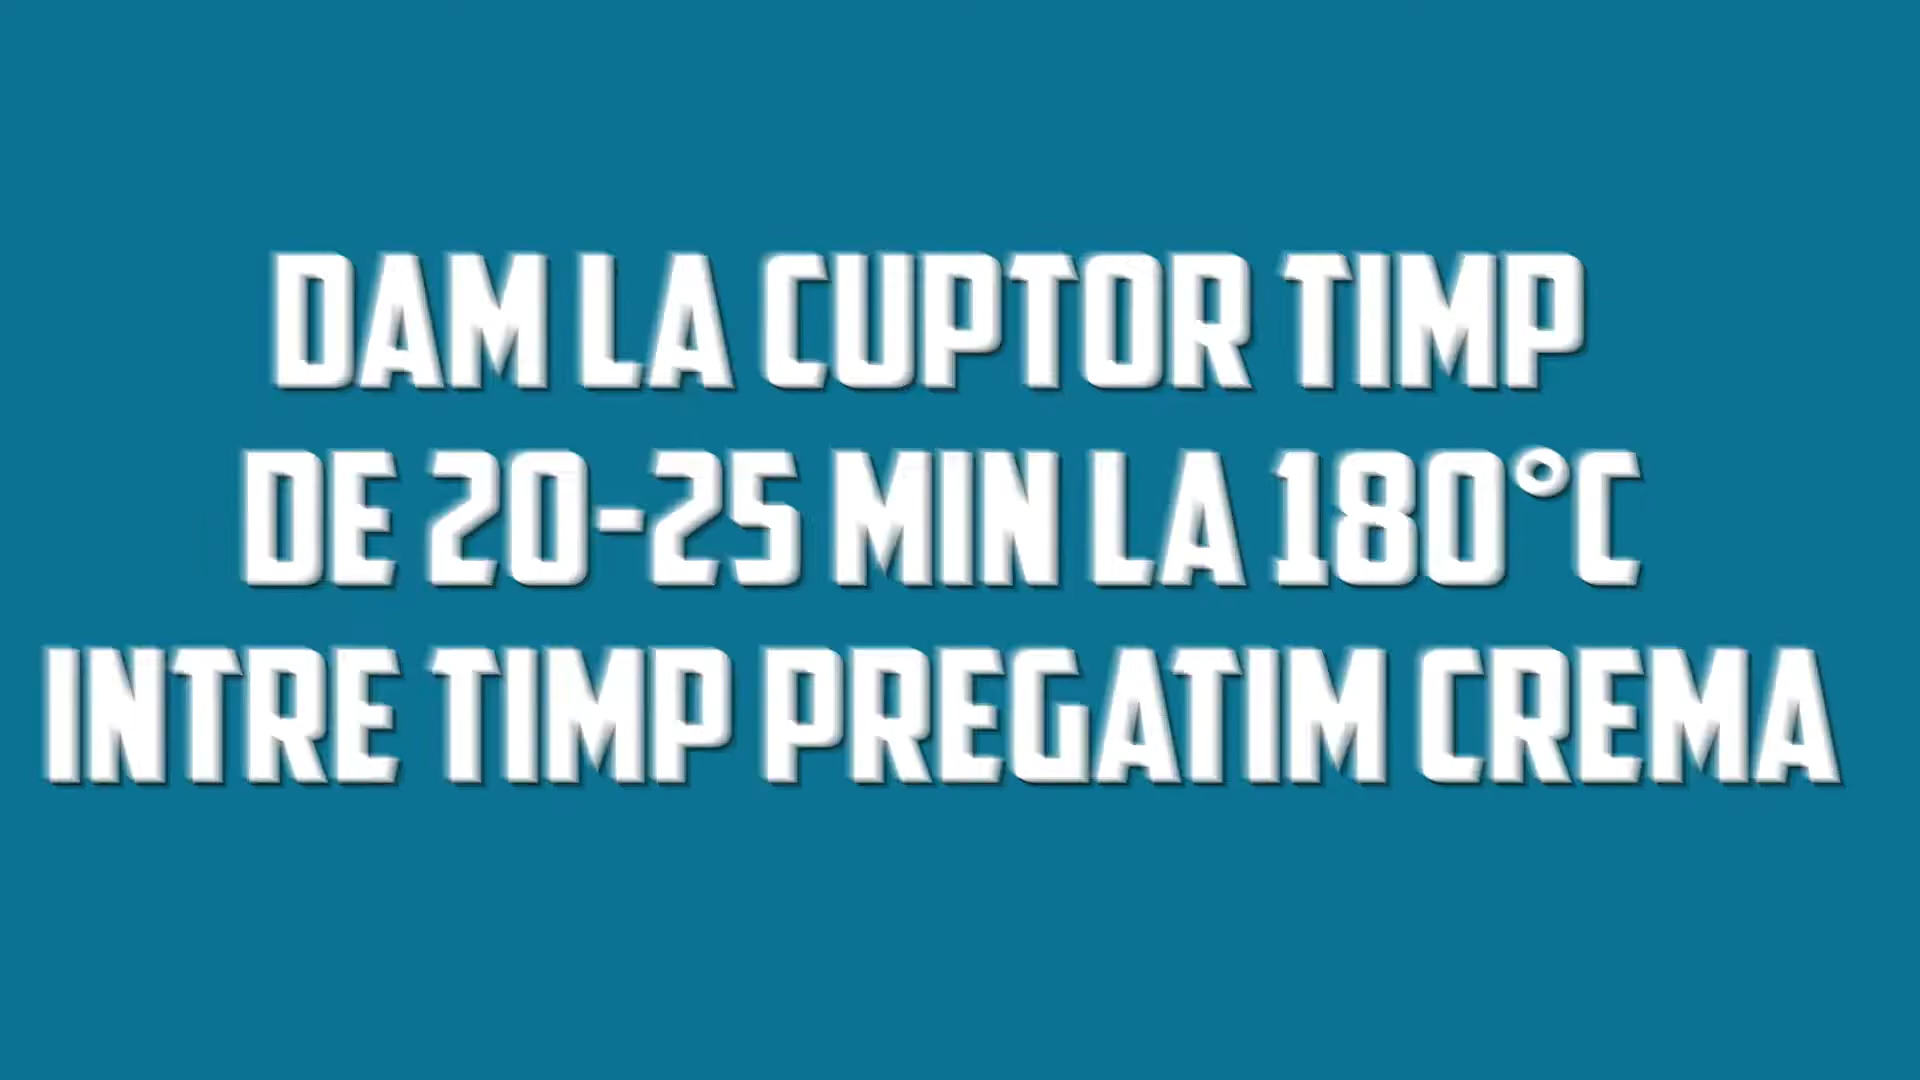 DAM LA CUPTOR TIMP
DE 20-25 MIN LA 180°C
INTRE TIMP PREGATIM CREMA